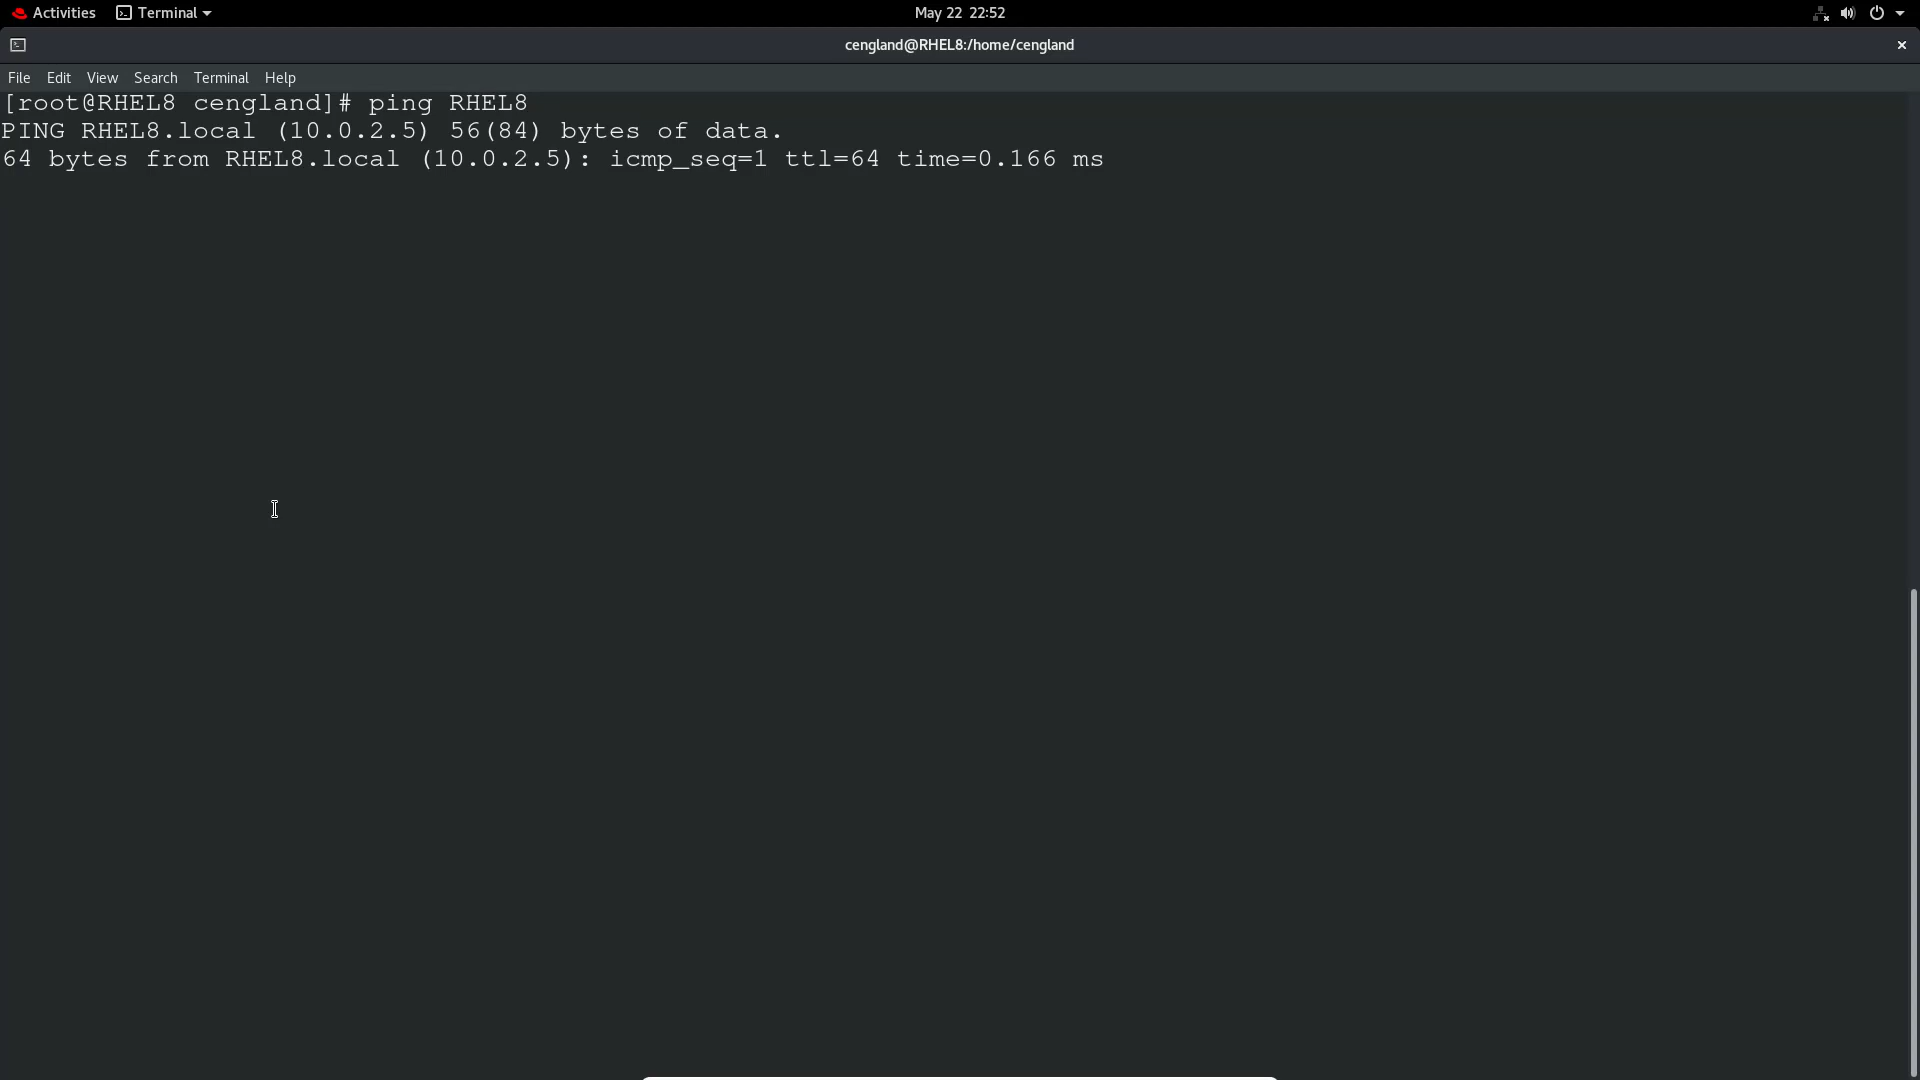 Activities Terminal May 22 22:52
cengland@RHEL8:/home/cengland
File Edit View Search Terminal Help
[root@RHEL8 cengland]# ping RHEL8
PING RHEL8.local (10.0.2.5) 56(84) bytes of data.
64 bytes from RHEL8.local (10.0.2.5): icmp_seq=1 ttl=64 time=0.166 ms